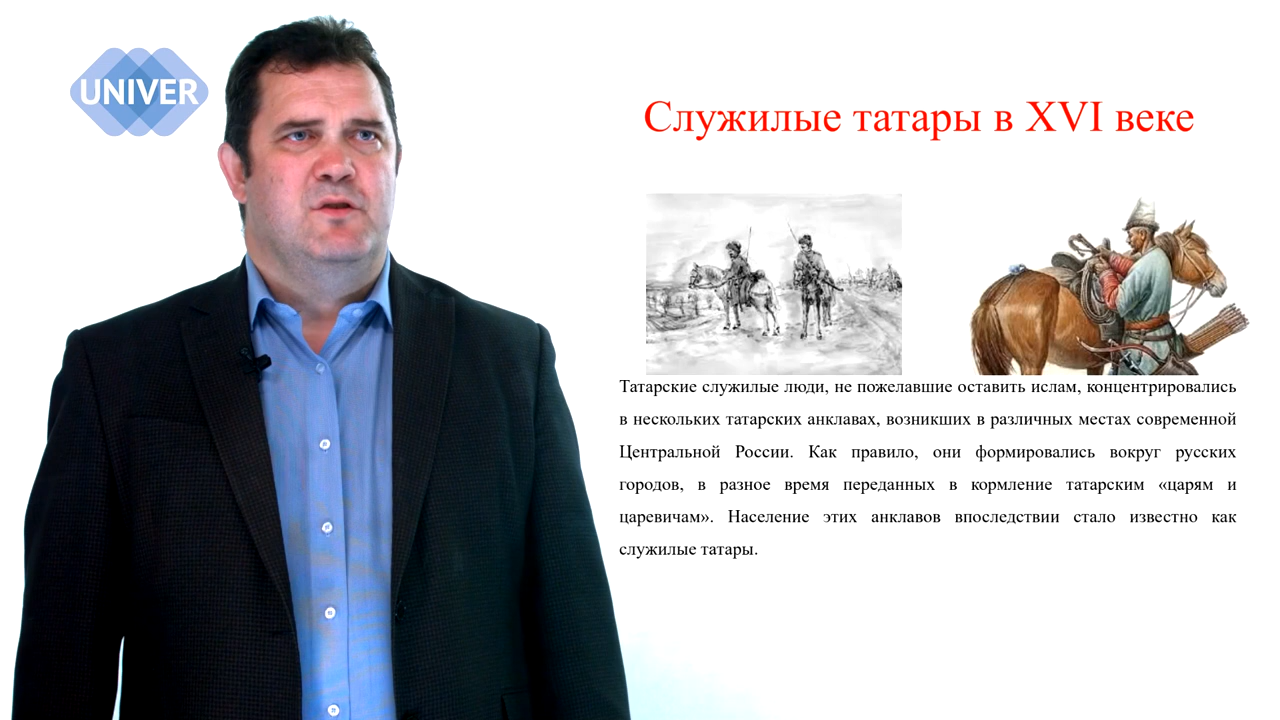 UNIVER
Служилые татары в XVI веке
Татарские служилые люди, не пожелавшие оставить ислам, концентрировались
в нескольких татарских анклавах, возникших в различных местах современной
Центральной России. Как правило, они формировались вокруг русских
городов, в разное время переданных в кормление татарским «царям и
царевичам». Население этих анклавов впоследствии стало известно как
служилые татары.